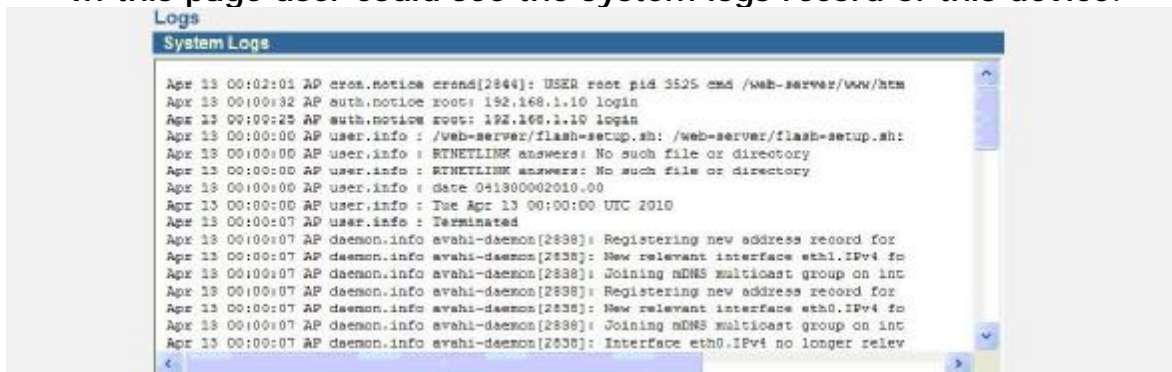 In this page user could see the system logs record of this device.
Logs
System Logs
Apr 13 00:02:01 AP cron.notice crond[2844]: USER root pid 3525 cmd /web-server/www/htm
Apr 13 00:00:32 AP auth.notice root: 192.168.1.10 login
Apr 13 00:00:25 AP auth.notice root: 192.168.1.10 login
Apr 13 00:00:00 AP user.info : /web-server/flash-setup.sh: /web-server/flash-setup.sh:
Apr 13 00:00:00 AP user.info : RTNETLINK answers: No such file or directory
Apr 13 00:00:00 AP user.info : RTNETLINK answers: No such file or directory
Apr 13 00:00:00 AP user.info : date 041300002010.00
Apr 13 00:00:00 AP user.info : Tue Apr 13 00:00:00 UTC 2010
Apr 13 00:00:07 AP user.info : Terminated
Apr 13 00:00:07 AP daemon.info avahi-daemon[2838]: Registering new address record for
Apr 13 00:00:07 AP daemon.info avahi-daemon[2838]: New relevant interface eth1.IPv4 fo
Apr 13 00:00:07 AP daemon.info avahi-daemon[2838]: Joining mDNS multicast group on int
Apr 13 00:00:07 AP daemon.info avahi-daemon[2838]: Registering new address record for
Apr 13 00:00:07 AP daemon.info avahi-daemon[2838]: New relevant interface eth0.IPv4 fo
Apr 13 00:00:07 AP daemon.info avahi-daemon[2838]: Joining mDNS multicast group on int
Apr 13 00:00:07 AP daemon.info avahi-daemon[2838]: Interface eth0.IPv4 no longer relev